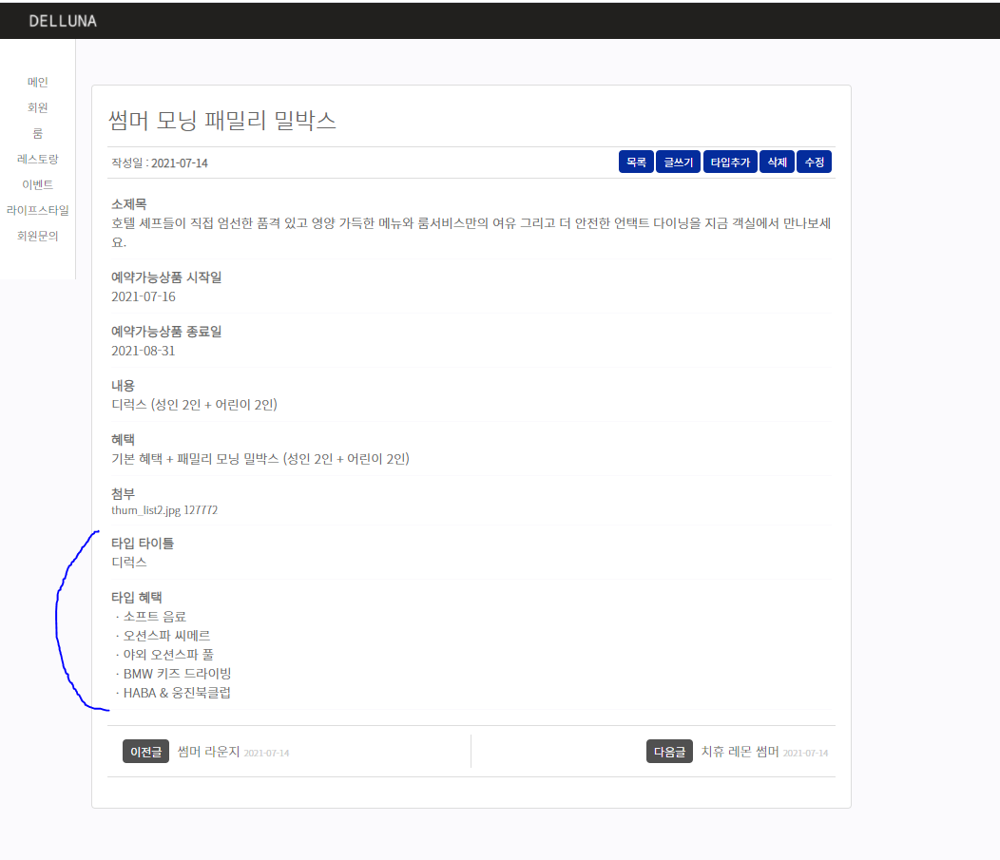 DELLUNA
메인
회원
룸
레스토랑
이벤트
라이프스타일
회원문의
썸머 모닝 패밀리 밀박스
작성일 : 2021-07-14
목록 글쓰기 타입추가 삭제 수정
소제목
호텔 셰프들이 직접 엄선한 품격 있고 영양 가득한 메뉴와 룸서비스만의 여유 그리고 더 안전한 언택트 다이닝을 지금 객실에서 만나보세
요.
예약가능상품 시작일
2021-07-16
예약가능상품 종료일
2021-08-31
내용
디럭스 (성인 2인 + 어린이 2인)
혜택
기본 혜택 + 패밀리 모닝 밀박스 (성인 2인 + 어린이 2인)
첨부
thum_list2.jpg 127772
타입 타이틀
디럭스
타입 혜택
· 소프트 음료
· 오션스파 씨메르
· 야외 오션스파 풀
· BMW 키즈 드라이빙
· HABA & 웅진북클럽
이전글 썸머 라운지 2021-07-14
다음글 치휴 레몬 썸머 2021-07-14